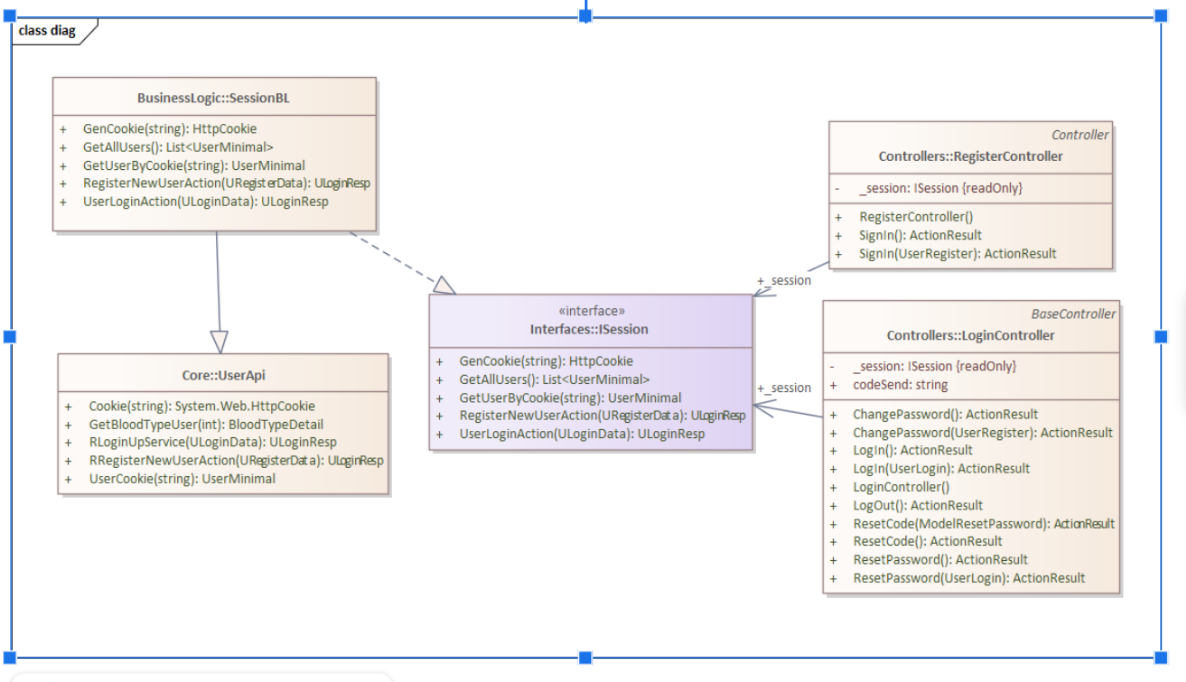 class diag
BusinessLogic::SessionBL
+ GenCookie(string): HttpCookie
+ GetAllUsers(): List<UserMinimal>
+ GetUserByCookie(string): UserMinimal
+ RegisterNewUserAction(URegisterData): ULoginResp
+ UserLoginAction(ULoginData): ULoginResp
Core::UserApi
+ Cookie(string): System.Web.HttpCookie
+ GetBloodTypeUser(int): BloodTypeDetail
+ RLoginUpService(ULoginData): ULoginResp
+ RRegisterNewUserAction(URegisterData): ULoginResp
+ UserCookie(string): UserMinimal
«interface»
Interfaces::ISession
+ GenCookie(string): HttpCookie
+ GetAllUsers(): List<UserMinimal>
+ GetUserByCookie(string): UserMinimal
+ RegisterNewUserAction(URegisterData): ULoginResp
+ UserLoginAction(ULoginData): ULoginResp
+_session
+_session
Controller
Controllers::RegisterController
- _session: ISession {readOnly}
+ RegisterController()
+ SignIn(): ActionResult
+ SignIn(UserRegister): ActionResult
BaseController
Controllers::LoginController
- _session: ISession {readOnly}
+ codeSend: string
+ ChangePassword(): ActionResult
+ ChangePassword(UserRegister): ActionResult
+ LogIn(): ActionResult
+ LogIn(UserLogin): ActionResult
+ LoginController()
+ LogOut(): ActionResult
+ ResetCode(ModelResetPassword): ActionResult
+ ResetCode(): ActionResult
+ ResetPassword(): ActionResult
+ ResetPassword(UserLogin): ActionResult